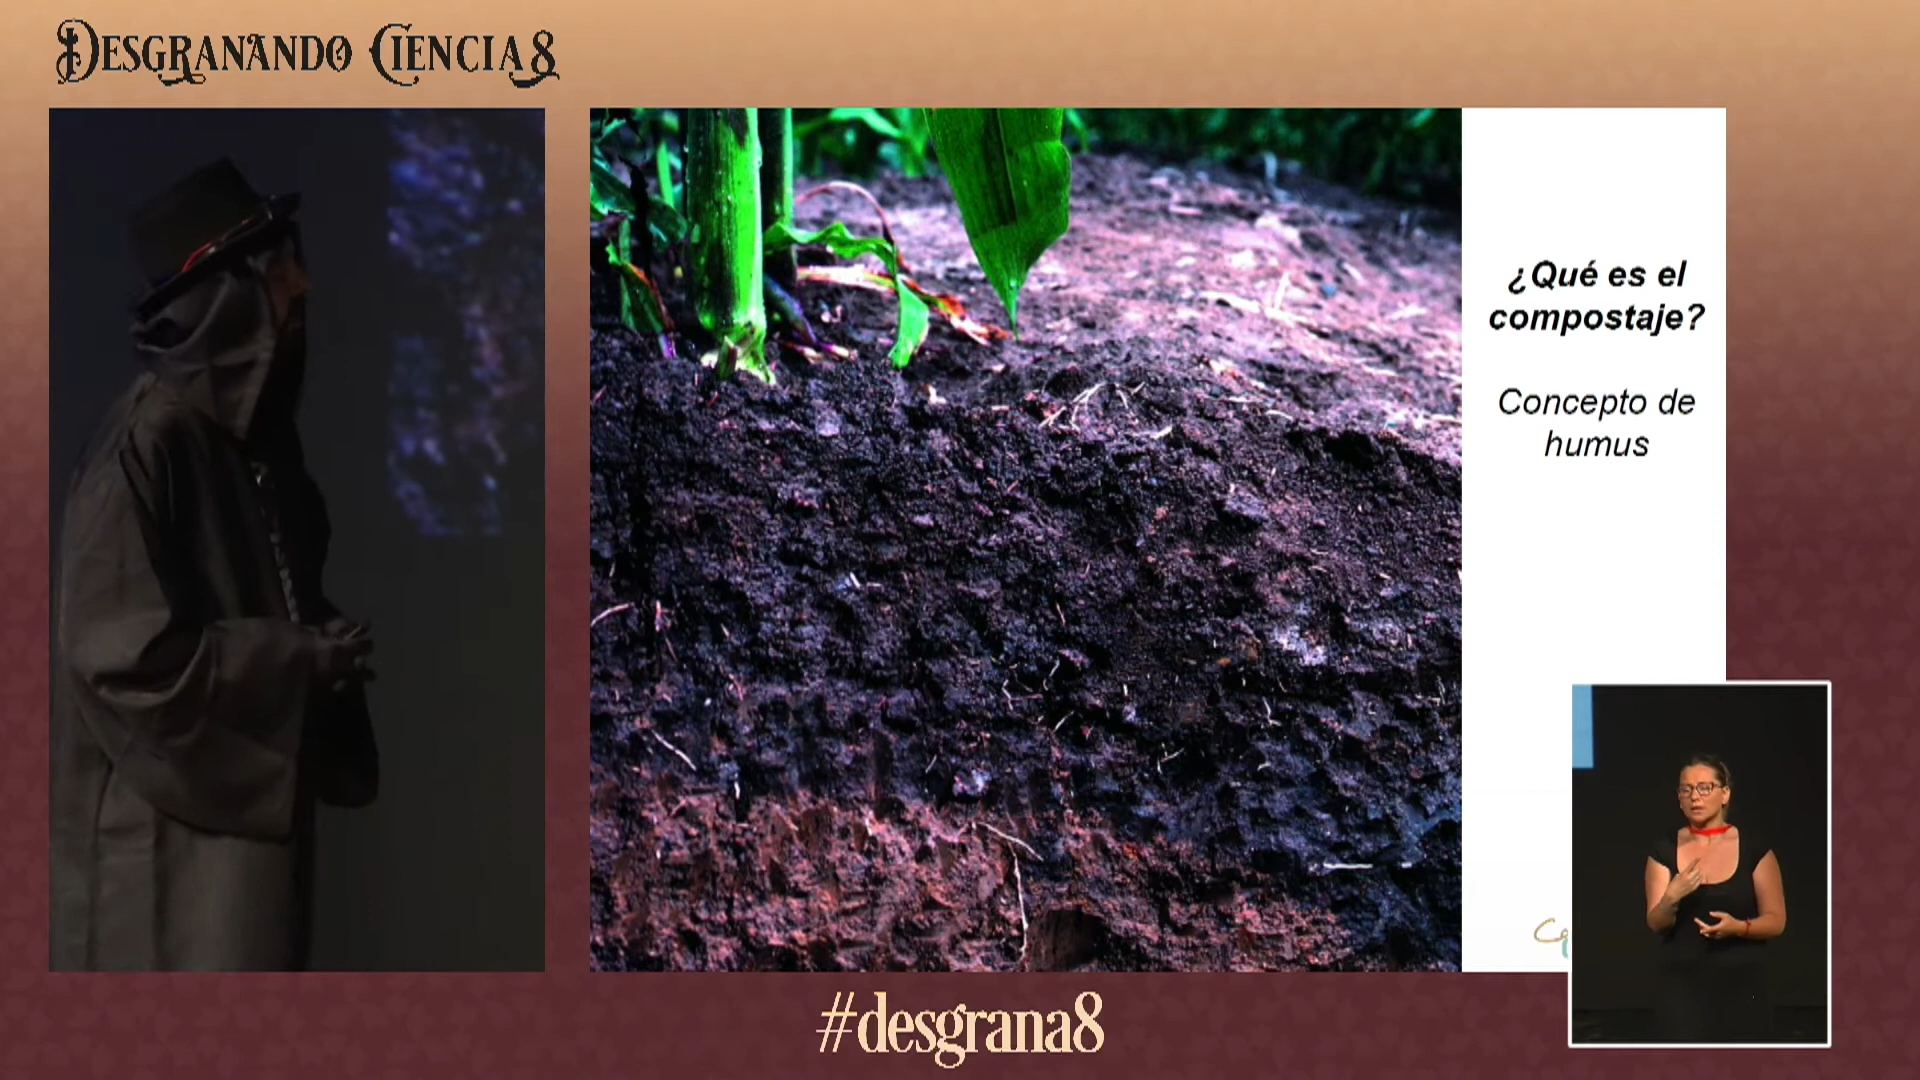 Desgranando Ciencia8
¿Qué es el
compostaje?
Concepto de
humus
#desgrana8